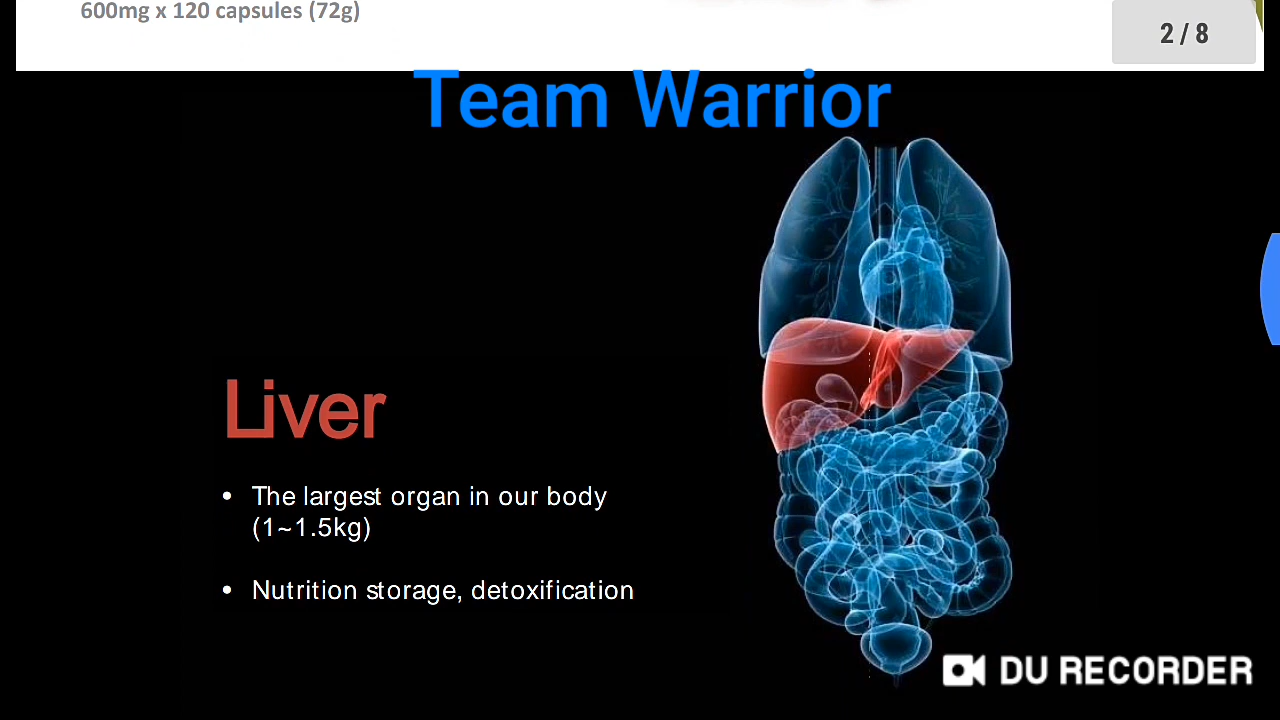 600mg x 120 capsules (72g)
2 / 8
Team Warrior
Liver
• The largest organ in our body
(1~1.5kg)
• Nutrition storage, detoxification
DU RECORDER